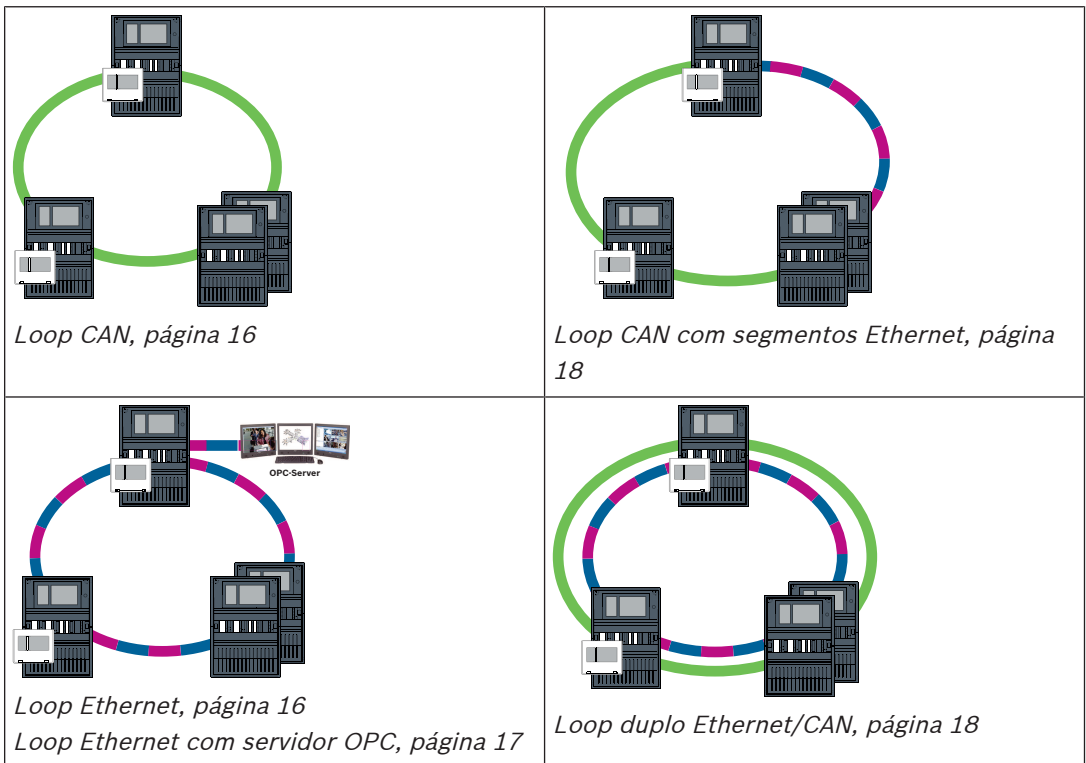 Loop CAN, página 16
Loop CAN com segmentos Ethernet, página
18
OPC-Server
Loop Ethernet, página 16
Loop Ethernet com servidor OPC, página 17
Loop duplo Ethernet/CAN, página 18